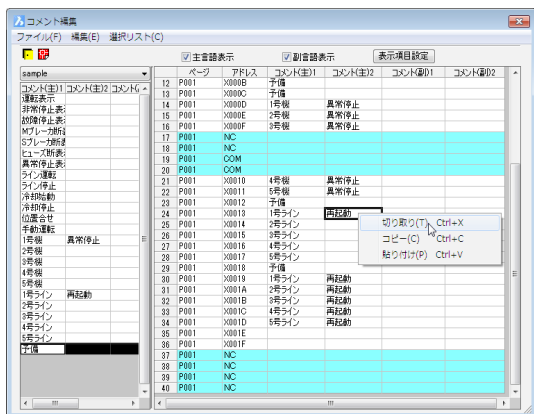 コメント編集
ファイル(F) 編集(E) 選択リスト(C)
主言語表示 副言語表示 表示項目設定
sample
コメント(主)1 コメント(主)2
運転表示
非常停止表
故障停止表
Mブレーカ断
Sブレーカ断
ヒューズ断表
異常停止表
ライン運転
ライン停止
冷却始動
冷却停止
位置合せ
手動運転
1号機 異常停止
2号機
3号機
4号機
5号機
1号ライン 再起動
2号ライン
3号ライン
4号ライン
5号ライン
予備
ページ アドレス コメント(主)1 コメント(主)2 コメント(副)1 コメント(副)2
12 P001 X000B 予備
13 P001 X000C 予備
14 P001 X000D 1号機 異常停止
15 P001 X000E 2号機 異常停止
16 P001 X000F 3号機 異常停止
17 P001 NC
18 P001 NC
19 P001 COM
20 P001 COM
21 P001 X0010 4号機 異常停止
22 P001 X0011 5号機 異常停止
23 P001 X0012 予備
24 P001 X0013 1号ライン 再起動
25 P001 X0014 2号ライン
26 P001 X0015 3号ライン
27 P001 X0016 4号ライン
28 P001 X0017 5号ライン
29 P001 X0018 予備
30 P001 X0019 1号ライン 再起動
31 P001 X001A 2号ライン 再起動
32 P001 X001B 3号ライン 再起動
33 P001 X001C 4号ライン 再起動
34 P001 X001D 5号ライン 再起動
35 P001 X001E
36 P001 X001F
37 P001 NC
38 P001 NC
39 P001 NC
40 P001 NC
切り取り(T) Ctrl+X
コピー(C) Ctrl+C
貼り付け(P) Ctrl+V